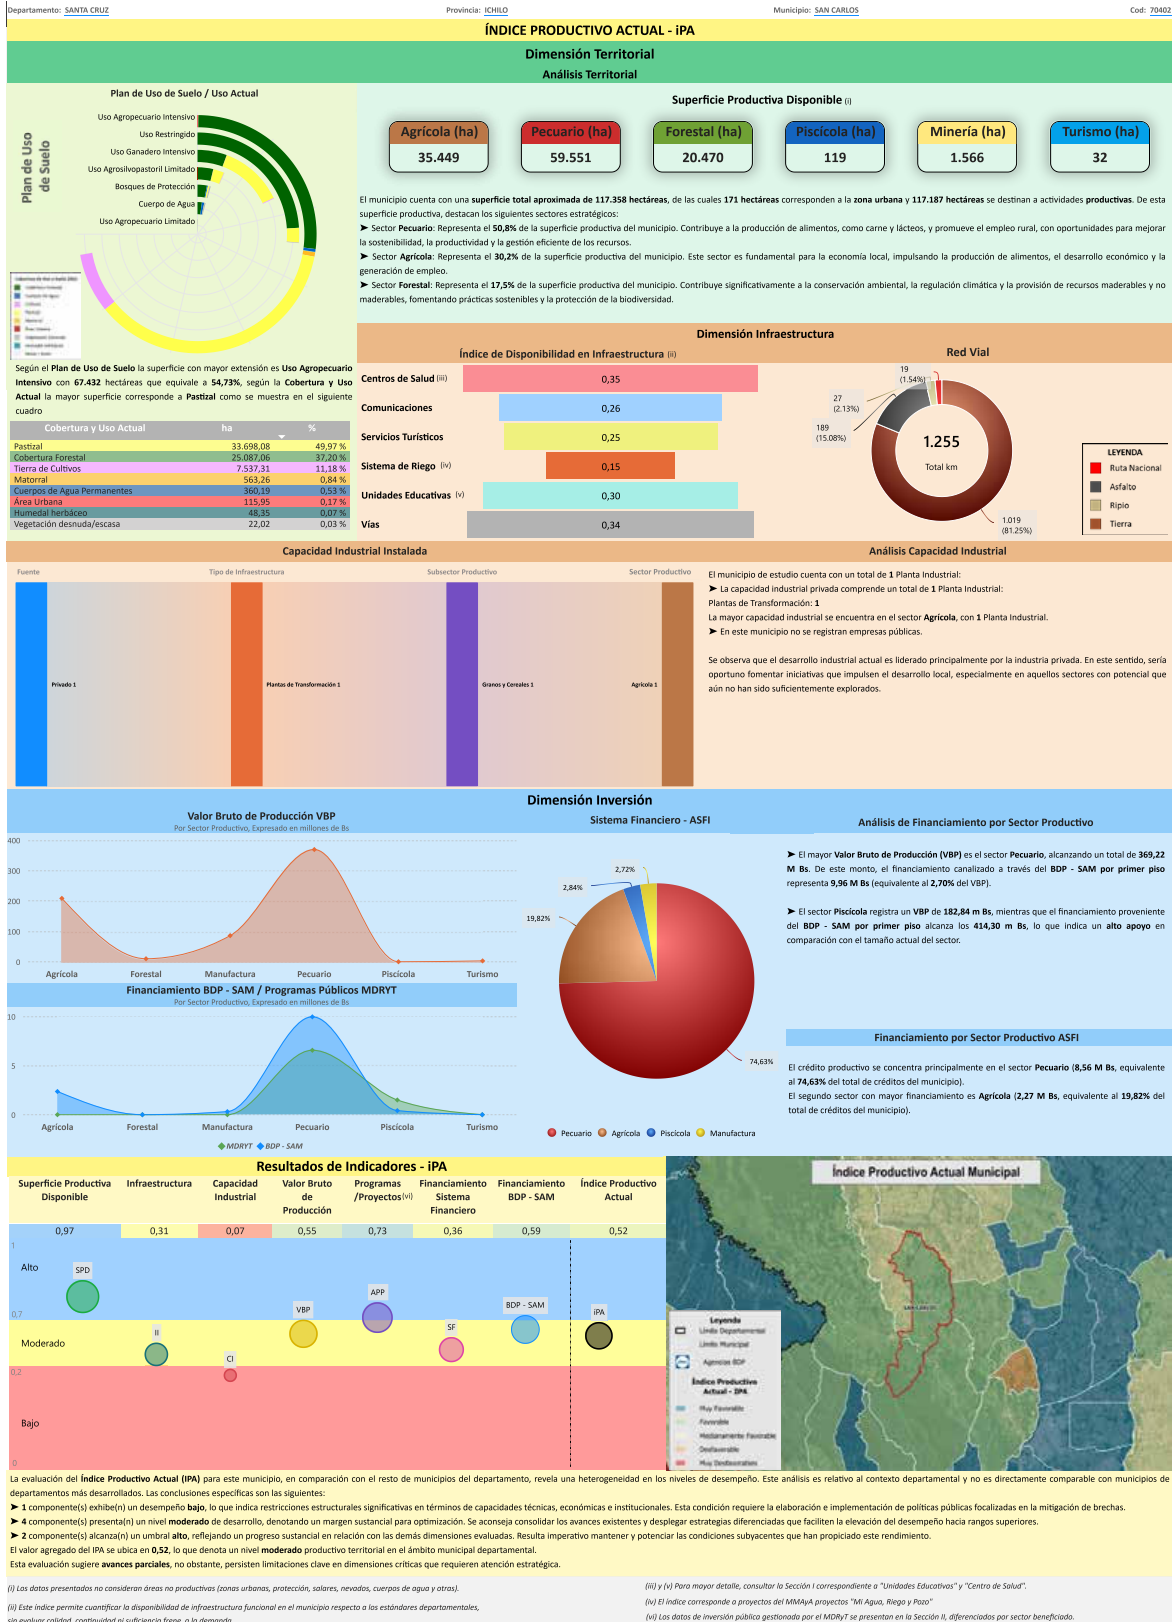 Departamento: SANTA CRUZ Provincia: ICHILO Municipio: SAN CARLOS Cod: 70402
ÍNDICE PRODUCTIVO ACTUAL - iPA
Dimensión Territorial
Análisis Territorial
Plan de Uso de Suelo / Uso Actual
Plan de Uso
de Suelo
Uso Agropecuario Intensivo
Uso Restringido
Uso Ganadero Intensivo
Uso Agrosilvopastoril Limitado
Bosques de Protección
Cuerpo de Agua
Uso Agropecuario Limitado
Según el Plan de Uso de Suelo la superficie con mayor extensión es Uso Agropecuario
Intensivo con 67.432 hectáreas que equivale a 54,73%, según la Cobertura y Uso
Actual la mayor superficie corresponde a Pastizal como se muestra en el siguiente
cuadro
Cobertura y Uso Actual ha %
Pastizal 33.698,08 49,97 %
Cobertura Forestal 25.087,06 37,20 %
Tierra de Cultivos 7.537,31 11,18 %
Matorral 563,26 0,84 %
Cuerpos de Agua Permanentes 360,19 0,53 %
Área Urbana 115,95 0,17 %
Humedal herbáceo 48,35 0,07 %
Vegetación desnuda/escasa 22,02 0,03 %
Superficie Productiva Disponible (i)
Agrícola (ha) Pecuario (ha) Forestal (ha) Piscícola (ha) Minería (ha) Turismo (ha)
35.449 59.551 20.470 119 1.566 32
El municipio cuenta con una superficie total aproximada de 117.358 hectáreas, de las cuales 171 hectáreas corresponden a la zona urbana y 117.187 hectáreas se destinan a actividades productivas. De esta
superficie productiva, destacan los siguientes sectores estratégicos:
➤ Sector Pecuario: Representa el 50,8% de la superficie productiva del municipio. Contribuye a la producción de alimentos, como carne y lácteos, y promueve el empleo rural, con oportunidades para mejorar
la sostenibilidad, la productividad y la gestión eficiente de los recursos.
➤ Sector Agrícola: Representa el 30,2% de la superficie productiva del municipio. Este sector es fundamental para la economía local, impulsando la producción de alimentos, el desarrollo económico y la
generación de empleo.
➤ Sector Forestal: Representa el 17,5% de la superficie productiva del municipio. Contribuye significativamente a la conservación ambiental, la regulación climática y la provisión de recursos maderables y no
maderables, fomentando prácticas sostenibles y la protección de la biodiversidad.
Dimensión Infraestructura
Índice de Disponibilidad en Infraestructura (ii)
Centros de Salud (iii) 0,35
Comunicaciones 0,26
Servicios Turísticos 0,25
Sistema de Riego (iv) 0,15
Unidades Educativas (v) 0,30
Vías 0,34
Red Vial
19
(1.54%)
27
(2.13%)
189
(15.08%)
1.255
Total km
1.019
(81.25%)
LEYENDA
Ruta Nacional
Asfalto
Ripio
Tierra
Capacidad Industrial Instalada
Fuente Tipo de Infraestructura Subsector Productivo Sector Productivo
Privado 1 Plantas de Transformación 1 Granos y Cereales 1 Agrícola 1
Análisis Capacidad Industrial
El municipio de estudio cuenta con un total de 1 Planta Industrial:
➤ La capacidad industrial privada comprende un total de 1 Planta Industrial:
Plantas de Transformación: 1
La mayor capacidad industrial se encuentra en el sector Agrícola, con 1 Planta Industrial.
➤ En este municipio no se registran empresas públicas.
Se observa que el desarrollo industrial actual es liderado principalmente por la industria privada. En este sentido, sería
oportuno fomentar iniciativas que impulsen el desarrollo local, especialmente en aquellos sectores con potencial que
aún no han sido suficientemente explorados.
Dimensión Inversión
Valor Bruto de Producción VBP
Por Sector Productivo, Expresado en millones de Bs
400
300
200
100
0
Agrícola Forestal Manufactura Pecuario Piscícola Turismo
Financiamiento BDP - SAM / Programas Públicos MDRYT
Por Sector Productivo, Expresado en millones de Bs
10
5
0
Agrícola Forestal Manufactura Pecuario Piscícola Turismo
MDRYT BDP - SAM
Sistema Financiero - ASFI
2,72%
2,84%
19,82%
74,63%
Pecuario Agrícola Piscícola Manufactura
Análisis de Financiamiento por Sector Productivo
➤ El mayor Valor Bruto de Producción (VBP) es el sector Pecuario, alcanzando un total de 369,22
M Bs. De este monto, el financiamiento canalizado a través del BDP - SAM por primer piso
representa 9,96 M Bs (equivalente al 2,70% del VBP).
➤ El sector Piscícola registra un VBP de 182,84 m Bs, mientras que el financiamiento proveniente
del BDP - SAM por primer piso alcanza los 414,30 m Bs, lo que indica un alto apoyo en
comparación con el tamaño actual del sector.
Financiamiento por Sector Productivo ASFI
El crédito productivo se concentra principalmente en el sector Pecuario (8,56 M Bs, equivalente
al 74,63% del total de créditos del municipio).
El segundo sector con mayor financiamiento es Agrícola (2,27 M Bs, equivalente al 19,82% del
total de créditos del municipio).
Resultados de Indicadores - iPA
Superficie Productiva Infraestructura Capacidad Valor Bruto Programas Financiamiento Financiamiento Índice Productivo
Disponible Industrial de /Proyectos(vi) Sistema BDP - SAM Actual
Producción Financiero
0,97 0,31 0,07 0,55 0,73 0,36 0,59 0,52
1
Alto
0,7
Moderado
0,2
Bajo
0
SPD
II
CI
VBP
APP
SF
BDP - SAM
iPA
Índice Productivo Actual Municipal
Leyenda
Límite Departamental
Límite Municipal
Agencias BDP
Índice Productivo
Actual - IPA
Muy Favorable
Favorable
Medianamente Favorable
Desfavorable
Muy Desfavorable
La evaluación del Índice Productivo Actual (IPA) para este municipio, en comparación con el resto de municipios del departamento, revela una heterogeneidad en los niveles de desempeño. Este análisis es relativo al contexto departamental y no es directamente comparable con municipios de
departamentos más desarrollados. Las conclusiones específicas son las siguientes:
➤ 1 componente(s) exhibe(n) un desempeño bajo, lo que indica restricciones estructurales significativas en términos de capacidades técnicas, económicas e institucionales. Esta condición requiere la elaboración e implementación de políticas públicas focalizadas en la mitigación de brechas.
➤ 4 componente(s) presenta(n) un nivel moderado de desarrollo, denotando un margen sustancial para optimización. Se aconseja consolidar los avances existentes y desplegar estrategias diferenciadas que faciliten la elevación del desempeño hacia rangos superiores.
➤ 2 componente(s) alcanza(n) un umbral alto, reflejando un progreso sustancial en relación con las demás dimensiones evaluadas. Resulta imperativo mantener y potenciar las condiciones subyacentes que han propiciado este rendimiento.
El valor agregado del IPA se ubica en 0,52, lo que denota un nivel moderado productivo territorial en el ámbito municipal departamental.
Esta evaluación sugiere avances parciales, no obstante, persisten limitaciones clave en dimensiones críticas que requieren atención estratégica.
(i) Los datos presentados no consideran áreas no productivas (zonas urbanas, protección, salares, nevados, cuerpos de agua y otras).
(ii) Este índice permite cuantificar la disponibilidad de infraestructura funcional en el municipio respecto a los estándares departamentales,
sin evaluar calidad, continuidad ni suficiencia frene, a la demanda
(iii) y (v) Para mayor detalle, consultar la Sección I correspondiente a "Unidades Educativas" y "Centro de Salud".
(iv) El índice corresponde a proyectos del MMAyA proyectos "Mi Agua, Riego y Pozo"
(vi) Los datos de inversión pública gestionada por el MDRyT se presentan en la Sección II, diferenciados por sector beneficiado.